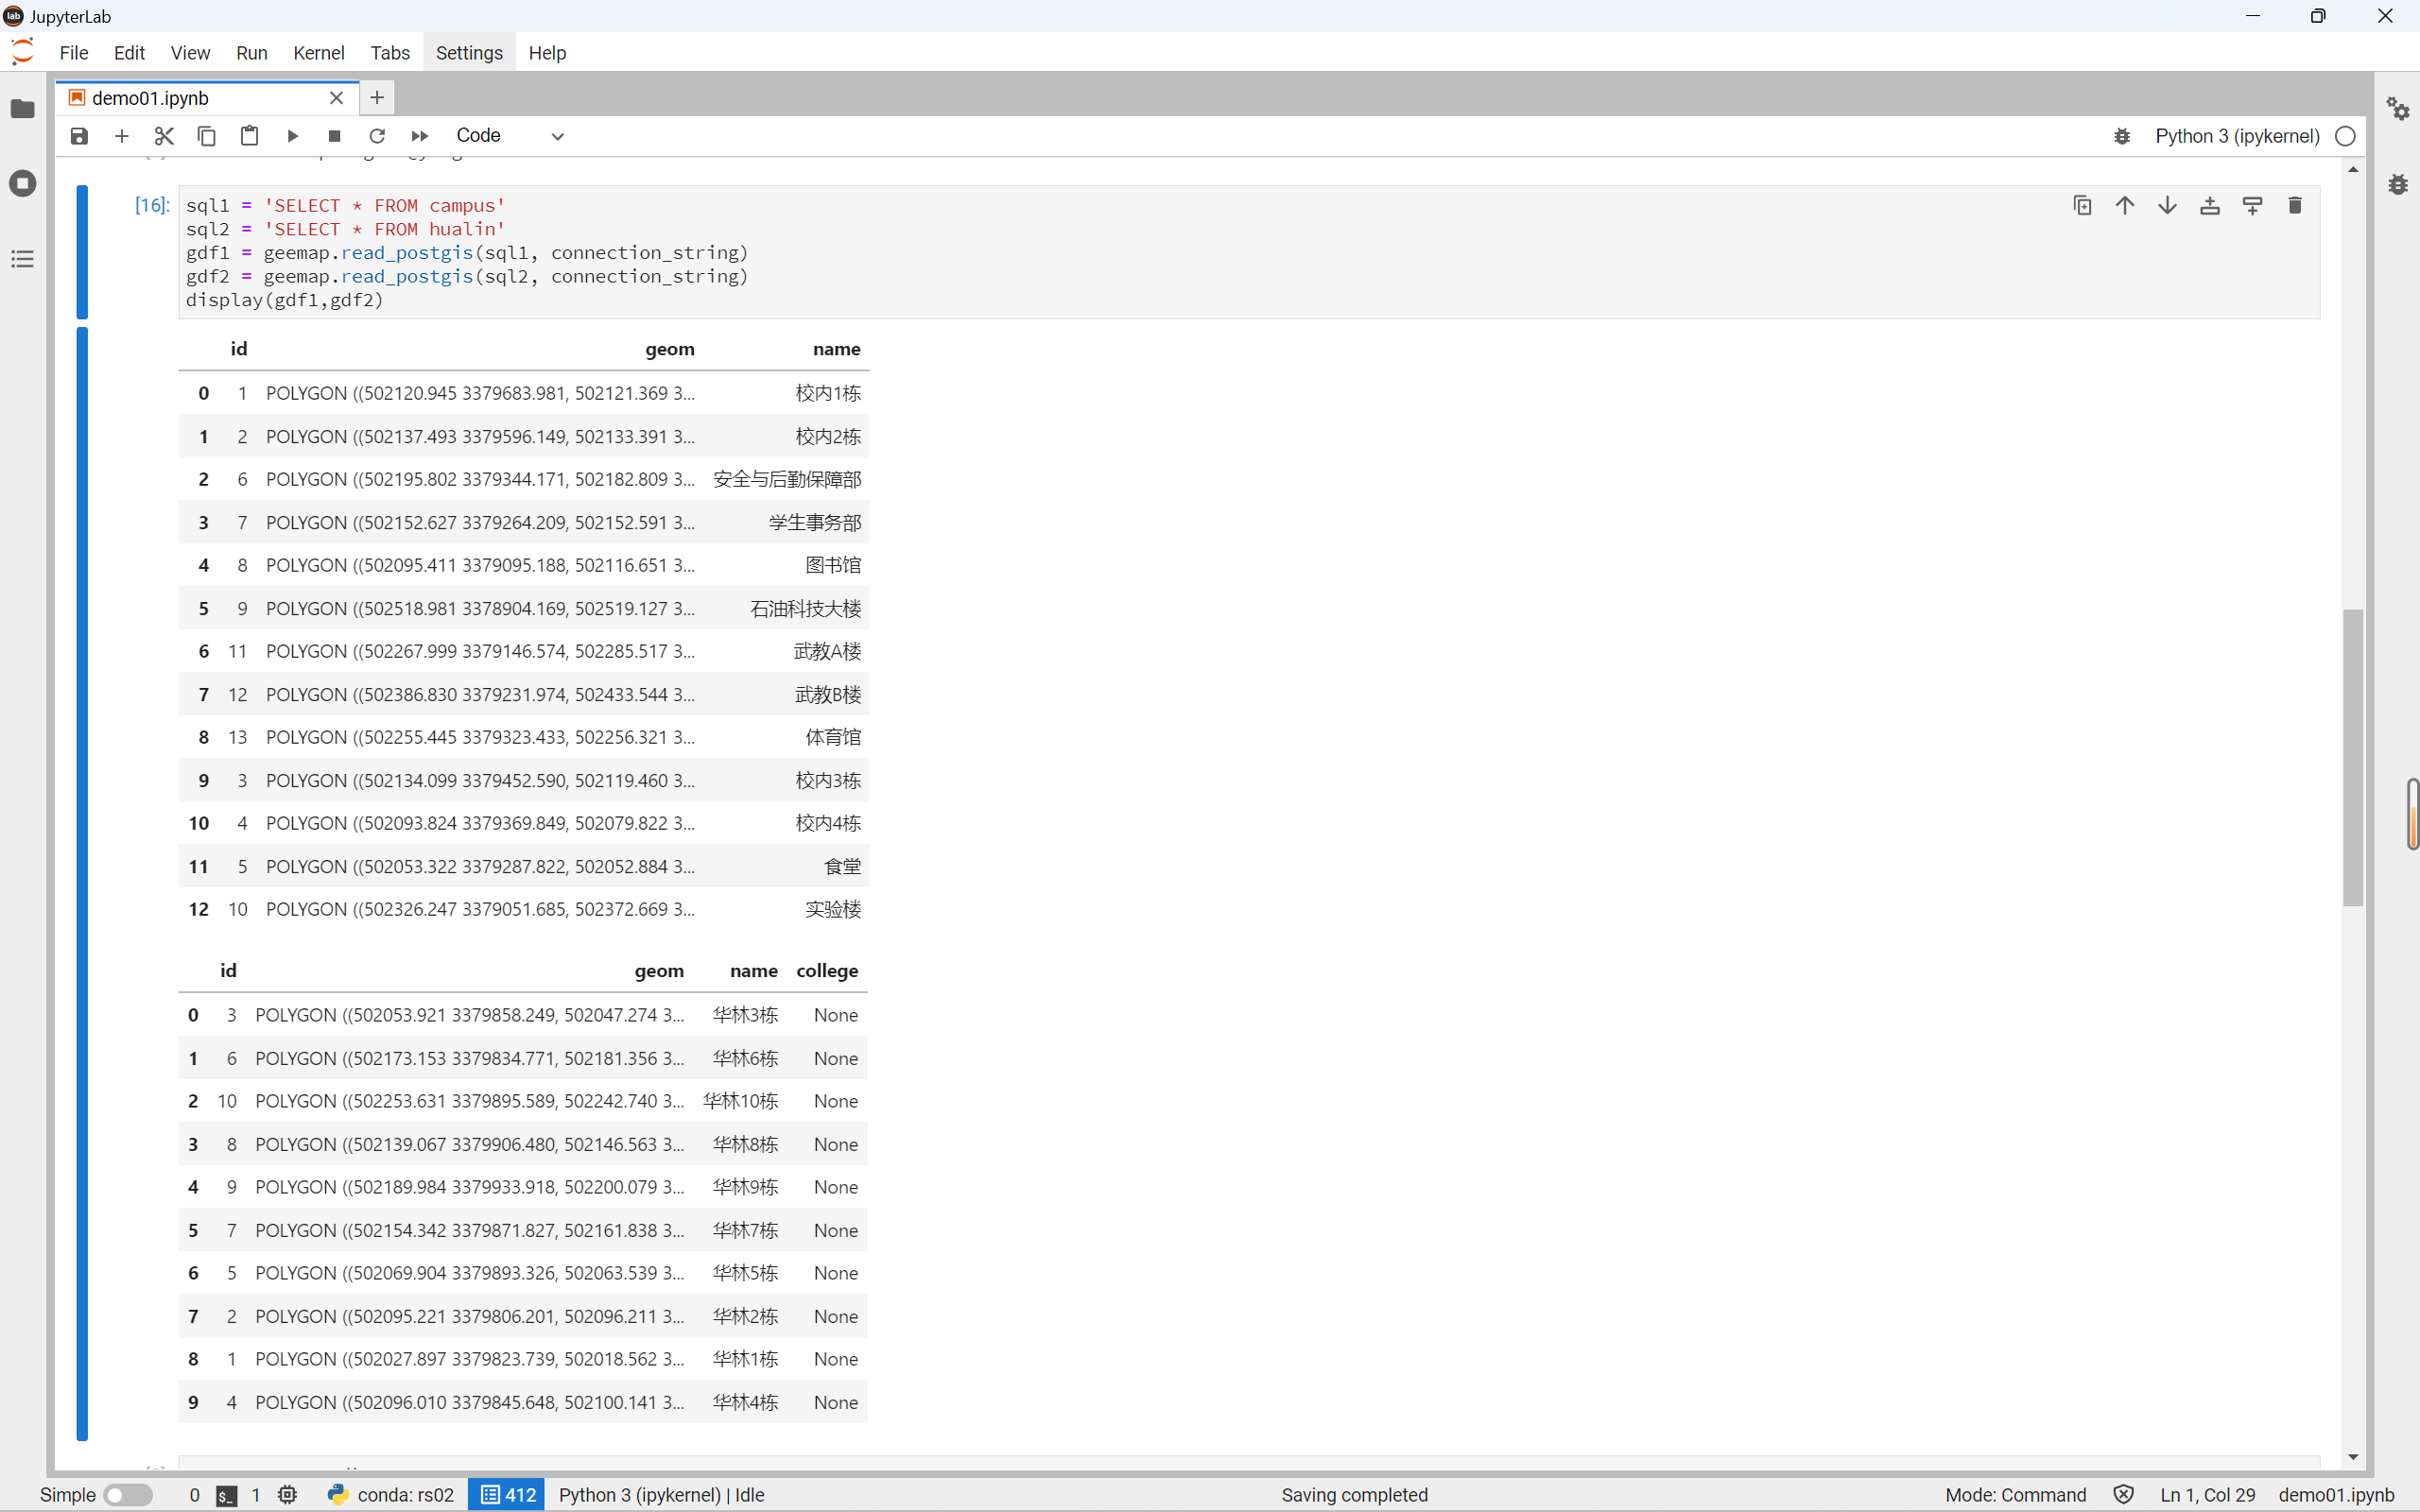 JupyterLab
File Edit View Run Kernel Tabs Settings Help
demo01.ipynb
Code
Python 3 (ipykernel)
[16]:
sql1 = 'SELECT * FROM campus'
sql2 = 'SELECT * FROM hualin'
gdf1 = geemap.read_postgis(sql1, connection_string)
gdf2 = geemap.read_postgis(sql2, connection_string)
display(gdf1,gdf2)
id geom name
0 1 POLYGON ((502120.945 3379683.981, 502121.369 3... 校内1栋
1 2 POLYGON ((502137.493 3379596.149, 502133.391 3... 校内2栋
2 6 POLYGON ((502195.802 3379344.171, 502182.809 3... 安全与后勤保障部
3 7 POLYGON ((502152.627 3379264.209, 502152.591 3... 学生事务部
4 8 POLYGON ((502095.411 3379095.188, 502116.651 3... 图书馆
5 9 POLYGON ((502518.981 3378904.169, 502519.127 3... 石油科技大楼
6 11 POLYGON ((502267.999 3379146.574, 502285.517 3... 武教A楼
7 12 POLYGON ((502386.830 3379231.974, 502433.544 3... 武教B楼
8 13 POLYGON ((502255.445 3379323.433, 502256.321 3... 体育馆
9 3 POLYGON ((502134.099 3379452.590, 502119.460 3... 校内3栋
10 4 POLYGON ((502093.824 3379369.849, 502079.822 3... 校内4栋
11 5 POLYGON ((502053.322 3379287.822, 502052.884 3... 食堂
12 10 POLYGON ((502326.247 3379051.685, 502372.669 3... 实验楼
id geom name college
0 3 POLYGON ((502053.921 3379858.249, 502047.274 3... 华林3栋 None
1 6 POLYGON ((502173.153 3379834.771, 502181.356 3... 华林6栋 None
2 10 POLYGON ((502253.631 3379895.589, 502242.740 3... 华林10栋 None
3 8 POLYGON ((502139.067 3379906.480, 502146.563 3... 华林8栋 None
4 9 POLYGON ((502189.984 3379933.918, 502200.079 3... 华林9栋 None
5 7 POLYGON ((502154.342 3379871.827, 502161.838 3... 华林7栋 None
6 5 POLYGON ((502069.904 3379893.326, 502063.539 3... 华林5栋 None
7 2 POLYGON ((502095.221 3379806.201, 502096.211 3... 华林2栋 None
8 1 POLYGON ((502027.897 3379823.739, 502018.562 3... 华林1栋 None
9 4 POLYGON ((502096.010 3379845.648, 502100.141 3... 华林4栋 None
Simple 0 1 conda: rs02 412 Python 3 (ipykernel) | Idle Saving completed Mode: Command Ln 1, Col 29 demo01.ipynb